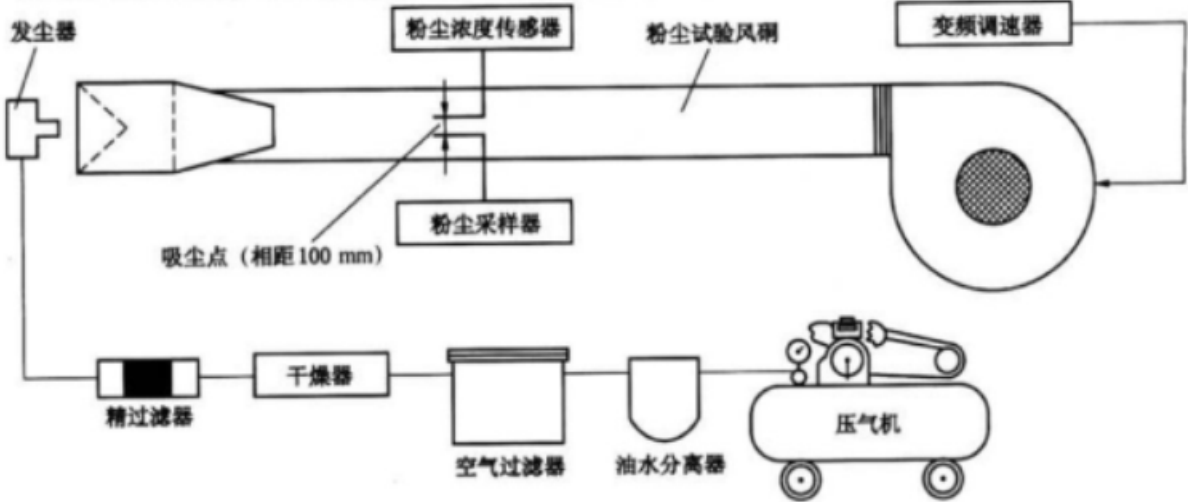 发尘器
粉尘浓度传感器
粉尘试验风硐
变频调速器
粉尘采样器
吸尘点（相距100 mm）
精过滤器
干燥器
空气过滤器
油水分离器
压气机